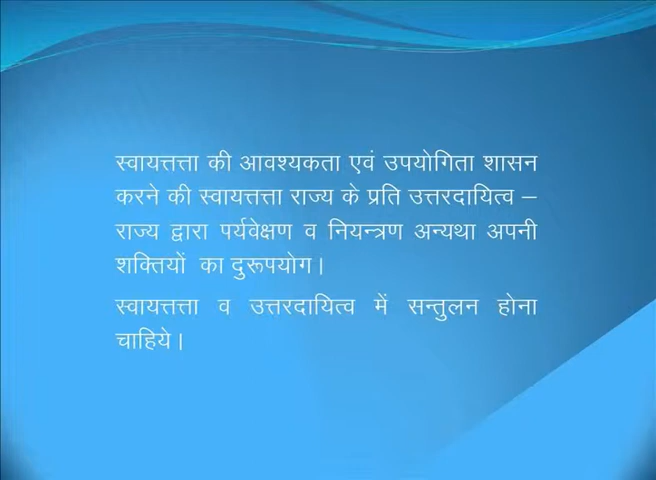 स्वायत्तत्ता की आवश्यकता एवं उपयोगिता शासन
करने की स्वायत्तत्ता राज्य के प्रति उत्तरदायित्व –
राज्य द्वारा पर्यवेक्षण व नियन्त्रण अन्यथा अपनी
शक्तियों का दुरूपयोग।
स्वायत्तत्ता व उत्तरदायित्व में सन्तुलन होना
चाहिये।